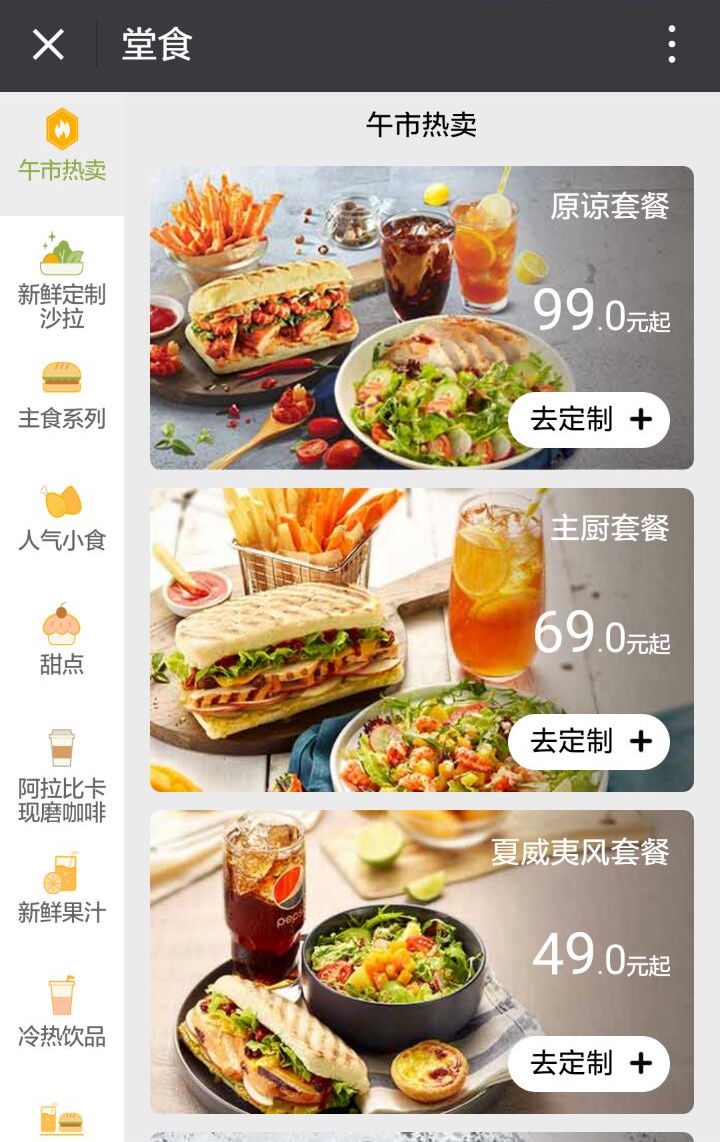 堂食
午市热卖
新鲜定制
沙拉
主食系列
人气小食
甜点
阿拉比卡
现磨咖啡
新鲜果汁
冷热饮品
午市热卖
原谅套餐
99.0元起
去定制 +
主厨套餐
69.0元起
去定制 +
夏威夷风套餐
49.0元起
去定制 +
pepsi